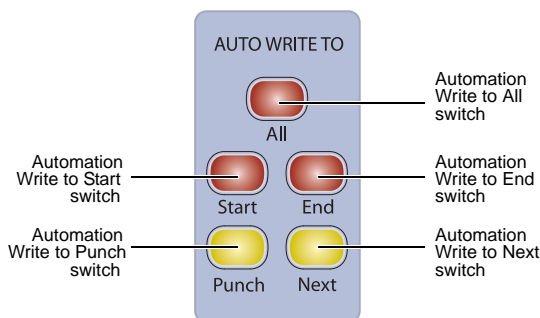 AUTO WRITE TO
Automation
Write to All
switch
All
Automation
Write to Start
switch
Automation
Write to End
switch
Start
End
Automation
Write to Punch
switch
Automation
Write to Next
switch
Punch
Next